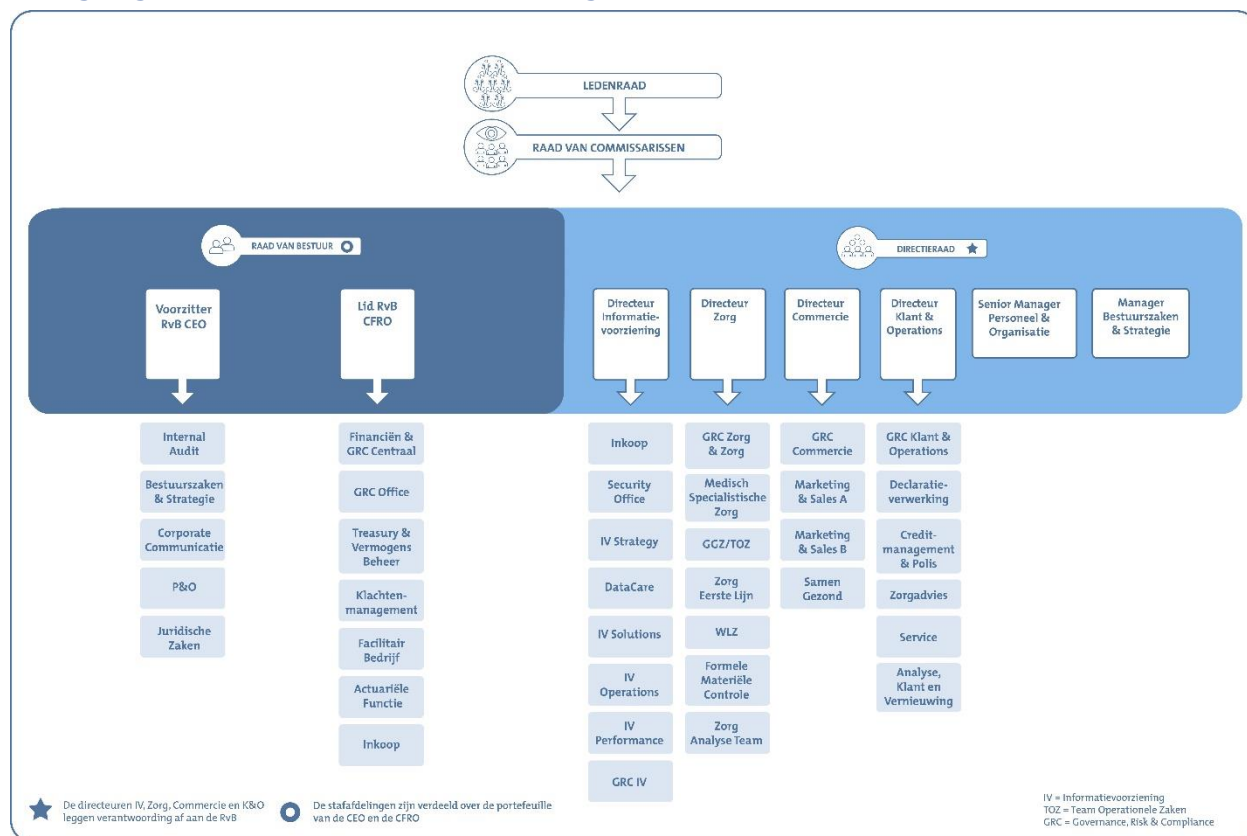 LEDENRAAD
RAAD VAN COMMISSARISSEN
RAAD VAN BESTUUR
DIRECTIERAAD
Voorzitter
RvB CEO
Lid RvB
CFRO
Directeur
Informatie-
voorziening
Directeur
Zorg
Directeur
Commercie
Directeur
Klant &
Operations
Senior Manager
Personeel &
Organisatie
Manager
Bestuurszaken
& Strategie
Internal
Audit
Bestuurszaken
& Strategie
Corporate
Communicatie
P&O
Juridische
Zaken
Financiën &
GRC Centraal
GRC Office
Treasury &
Vermogens
Beheer
Klachten-
management
Facilitair
Bedrijf
Actuariële
Functie
Inkoop
Inkoop
Security
Office
IV Strategy
DataCare
IV Solutions
IV
Operations
IV
Performance
GRC IV
GRC Zorg
& Zorg
Medisch
Specialistische
Zorg
GGZ/TOZ
Zorg
Eerste Lijn
WLZ
Formele
Materiële
Controle
Zorg
Analyse Team
GRC
Commercie
Marketing
& Sales A
Marketing
& Sales B
Samen
Gezond
GRC Klant &
Operations
Declaratie-
verwerking
Credit-
management
& Polis
Zorgadvies
Service
Analyse,
Klant en
Vernieuwing
De directeuren IV, Zorg, Commercie en K&O
leggen verantwoording af aan de RvB
De stafafdelingen zijn verdeeld over de portefeuille
van de CEO en de CFRO
IV = Informatievoorziening
TOZ = Team Operationele Zaken
GRC = Governance, Risk & Compliance